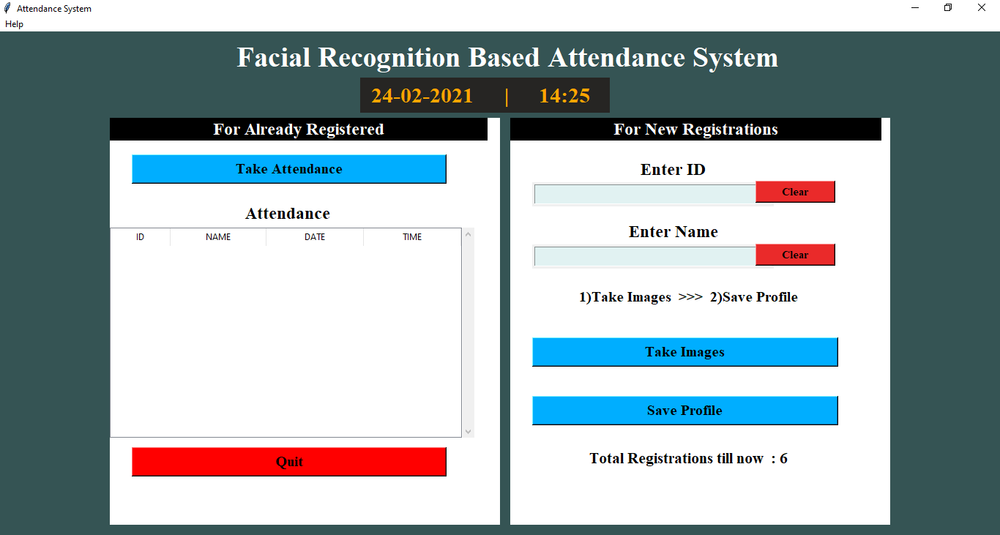 Attendance System
Help
Facial Recognition Based Attendance System
24-02-2021 | 14:25
For Already Registered
Take Attendance
Attendance
ID NAME DATE TIME
Quit
For New Registrations
Enter ID
Clear
Enter Name
Clear
1)Take Images >>> 2)Save Profile
Take Images
Save Profile
Total Registrations till now : 6